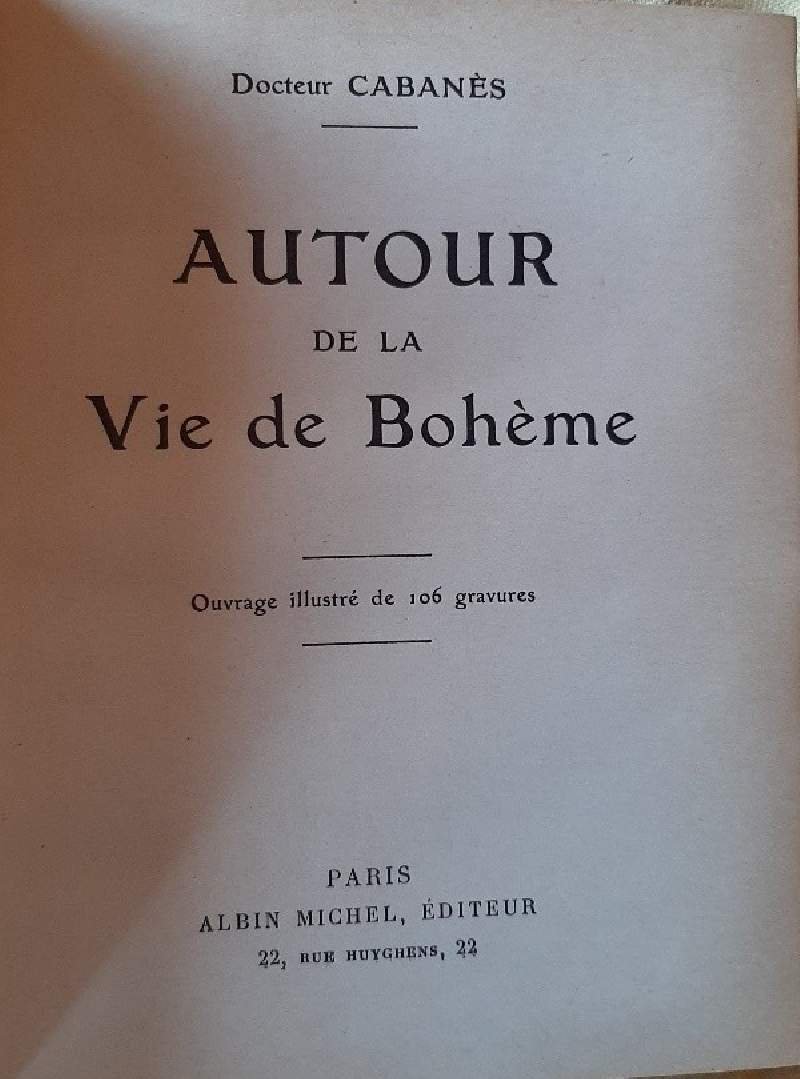 Docteur CABANÈS
AUTOUR
DE LA
Vie de Bohème
Ouvrage illustré de 106 gravures
PARIS
ALBIN MICHEL, ÉDITEUR
22, RUE HUYGHENS, 22